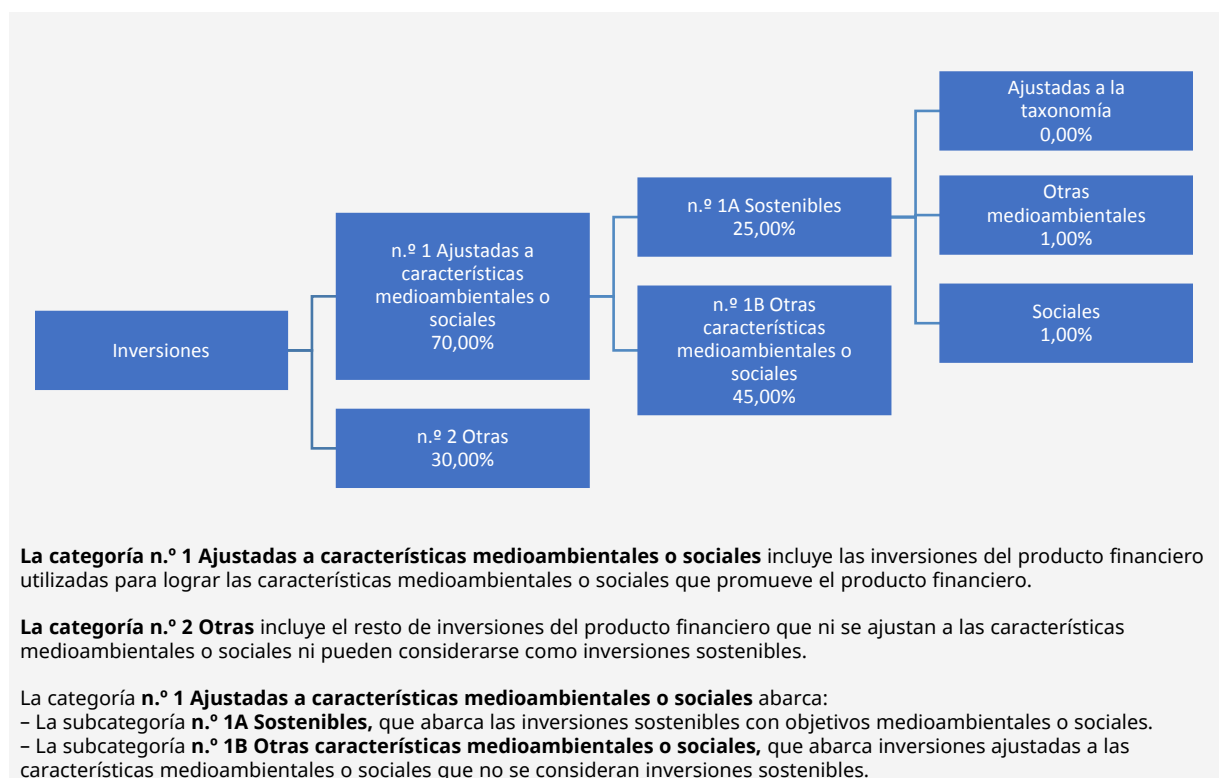 Inversiones
n.º 1 Ajustadas a
características
medioambientales o
sociales
70,00%
n.º 2 Otras
30,00%
n.º 1A Sostenibles
25,00%
n.º 1B Otras
características
medioambientales o
sociales
45,00%
Ajustadas a la
taxonomía
0,00%
Otras
medioambientales
1,00%
Sociales
1,00%
La categoría n.º 1 Ajustadas a características medioambientales o sociales incluye las inversiones del producto financiero
utilizadas para lograr las características medioambientales o sociales que promueve el producto financiero.
La categoría n.º 2 Otras incluye el resto de inversiones del producto financiero que ni se ajustan a las características
medioambientales o sociales ni pueden considerarse como inversiones sostenibles.
La categoría n.º 1 Ajustadas a características medioambientales o sociales abarca:
– La subcategoría n.º 1A Sostenibles, que abarca las inversiones sostenibles con objetivos medioambientales o sociales.
– La subcategoría n.º 1B Otras características medioambientales o sociales, que abarca inversiones ajustadas a las
características medioambientales o sociales que no se consideran inversiones sostenibles.